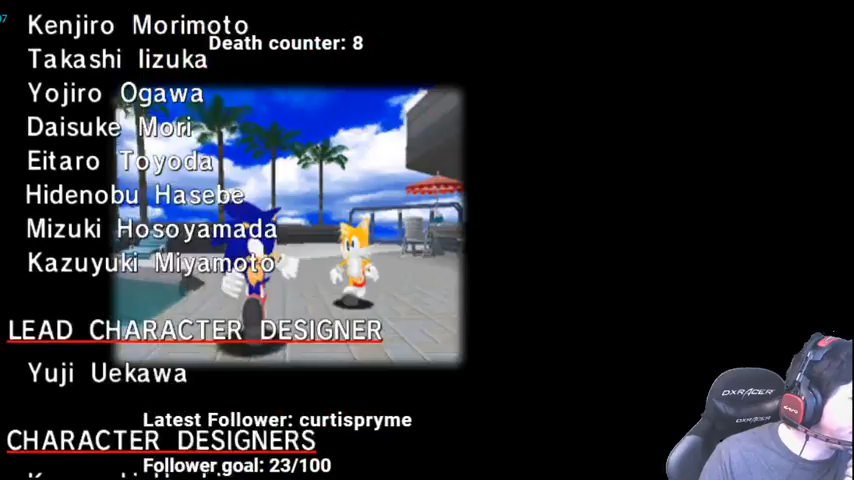 Kenjiro Morimoto
Death counter: 8
Takashi Iizuka
Yojiro Ogawa
Daisuke Mori
Eitaro Toyoda
Hidenobu Hasebe
Mizuki Hosoyamada
Kazuyuki Miyamoto
LEAD CHARACTER DESIGNER
Yuji Uekawa
DXRACER
Latest Follower: curtispryme
CHARACTER DESIGNERS
Follower goal: 23/100